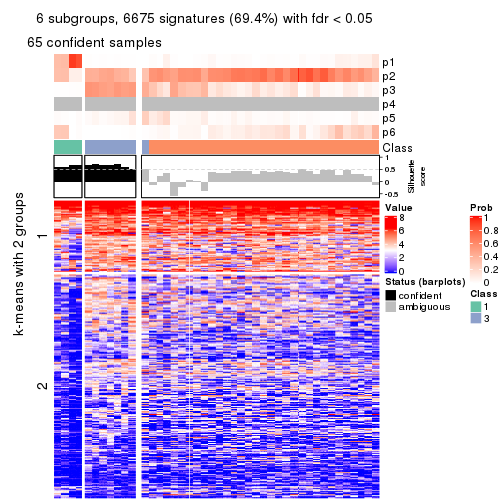 6 subgroups, 6675 signatures (69.4%) with fdr < 0.05
65 confident samples
p1
p2
p3
p4
p5
p6
Class
1
0.5
0
-0.5
Silhouette
score
k-means with 2 groups
1
2
Value
8
6
4
2
0
Status (barplots)
confident
ambiguous
Prob
1
0.8
0.6
0.4
0.2
0
Class
1
3